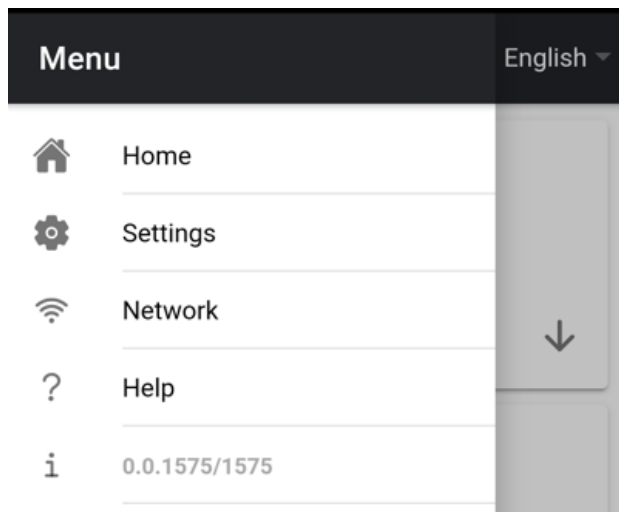 Menu
English
Home
Settings
Network
? Help
i 0.0.1575/1575